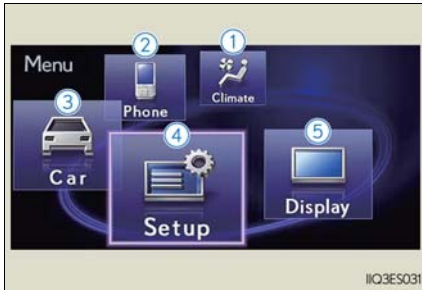 Menu
1
Climate
2
Phone
3
Car
4
Setup
5
Display
IIQ3ES031